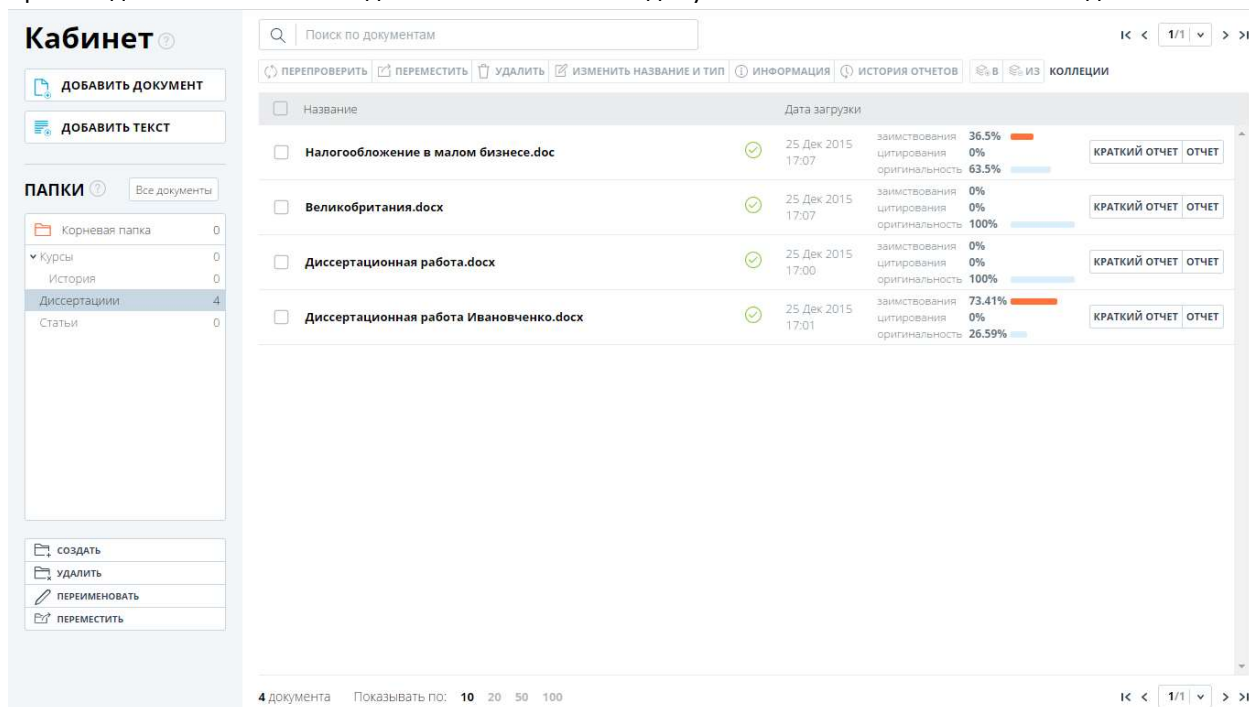 Кабинет
ДОБАВИТЬ ДОКУМЕНТ
ДОБАВИТЬ ТЕКСТ
ПАПКИ Все документы
Корневая папка 0
Курсы 0
История 0
Диссертациии 4
Статьи 0
СОЗДАТЬ
УДАЛИТЬ
ПЕРЕИМЕНОВАТЬ
ПЕРЕМЕСТИТЬ
Поиск по документам 1/1
ПЕРЕПРОВЕРИТЬ ПЕРЕМЕСТИТЬ УДАЛИТЬ ИЗМЕНИТЬ НАЗВАНИЕ И ТИП ИНФОРМАЦИЯ ИСТОРИЯ ОТЧЕТОВ В ИЗ КОЛЛЕЦИИ
Название Дата загрузки
Налогообложение в малом бизнесе.doc
25 Дек 2015
17:07
заимствования 36.5%
цитирования 0%
оригинальность 63.5%
КРАТКИЙ ОТЧЕТ ОТЧЕТ
Великобритания.docx
25 Дек 2015
17:07
заимствования 0%
цитирования 0%
оригинальность 100%
КРАТКИЙ ОТЧЕТ ОТЧЕТ
Диссертационная работа.docx
25 Дек 2015
17:00
заимствования 0%
цитирования 0%
оригинальность 100%
КРАТКИЙ ОТЧЕТ ОТЧЕТ
Диссертационная работа Ивановченко.docx
25 Дек 2015
17:01
заимствования 73.41%
цитирования 0%
оригинальность 26.59%
КРАТКИЙ ОТЧЕТ ОТЧЕТ
4 документа Показывать по: 10 20 50 100 1/1